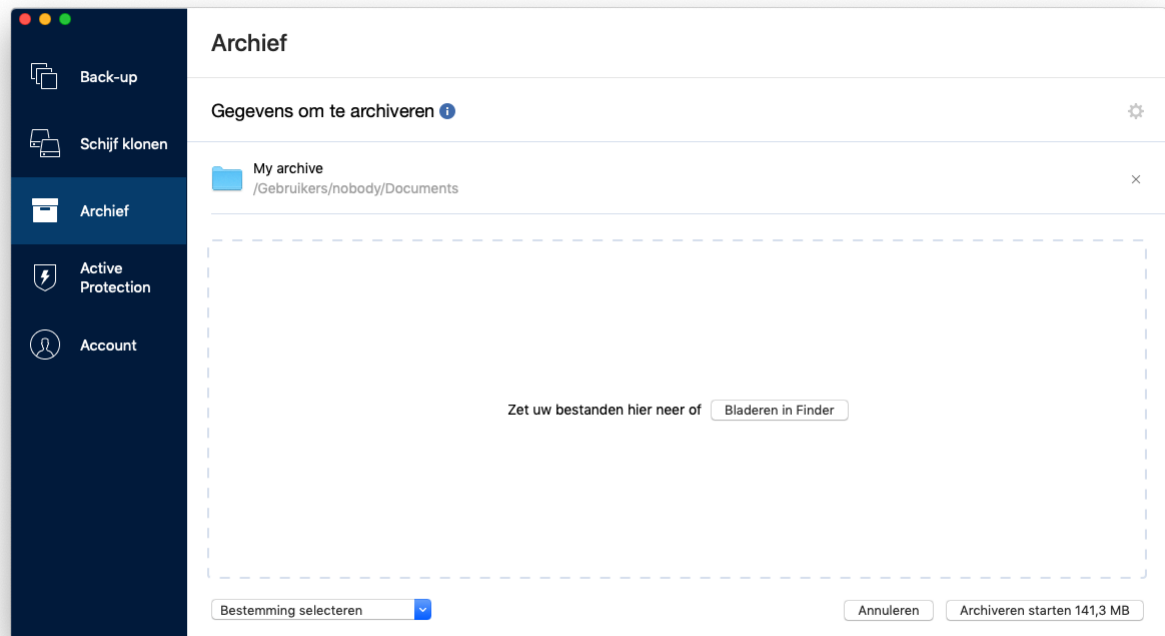 Archief
Back-up
Schijf klonen
Archief
Active
Protection
Account
Gegevens om te archiveren
My archive
/Gebruikers/nobody/Documents
Zet uw bestanden hier neer of Bladeren in Finder
Bestemming selecteren
Annuleren
Archiveren starten 141,3 MB